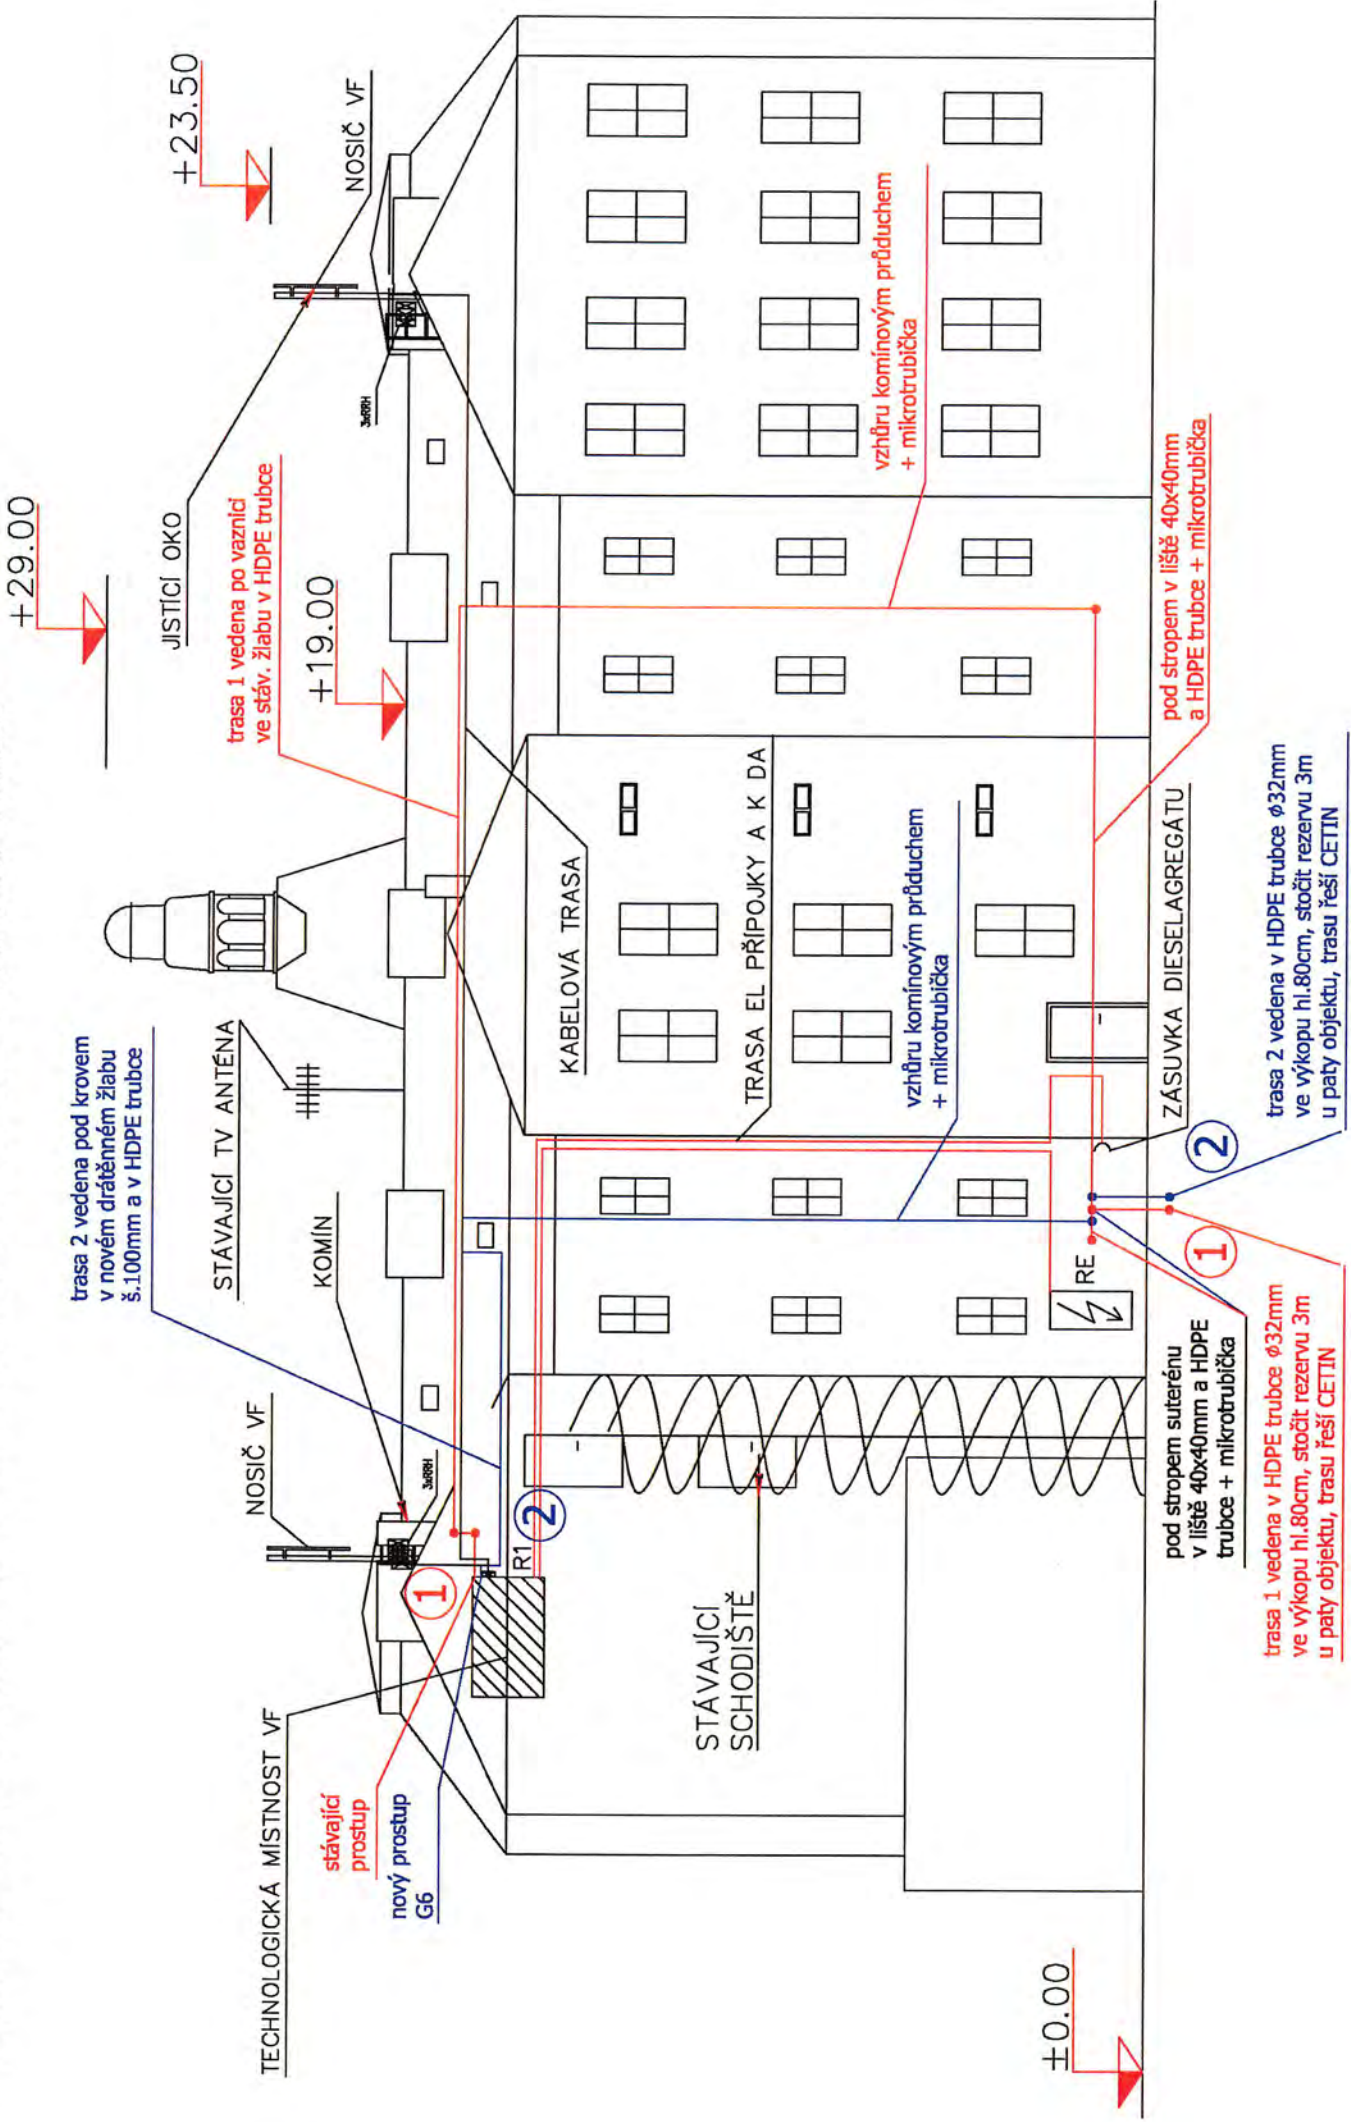 +29.00
+23.50
JISTÍCÍ OKO
NOSIČ VF
3xRRH
trasa 1 vedena po vaznici
ve stáv. žlabu v HDPE trubce
+19.00
trasa 2 vedena pod krovem
v novém drátěnném žlabu
š.100mm a v HDPE trubce
STÁVAJÍCÍ TV ANTÉNA
KOMÍN
NOSIČ VF
3xRRH
TECHNOLOGICKÁ MÍSTNOST VF
stávající
prostup
nový prostup
G6
1
2
R1
KABELOVÁ TRASA
TRASA EL PŘÍPOJKY A K DA
vzhůru komínovým průduchem
+ mikrotrubička
vzhůru komínovým průduchem
+ mikrotrubička
STÁVAJÍCÍ
SCHODIŠTĚ
RE
ZÁSUVKA DIESELAGREGÁTU
pod stropem v liště 40x40mm
a HDPE trubce + mikrotrubička
1
2
pod stropem suterénu
v liště 40x40mm a HDPE
trubce + mikrotrubička
trasa 1 vedena v HDPE trubce ϕ32mm
ve výkopu hl.80cm, stočit rezervu 3m
u paty objektu, trasu řeší CETIN
trasa 2 vedena v HDPE trubce ϕ32mm
ve výkopu hl.80cm, stočit rezervu 3m
u paty objektu, trasu řeší CETIN
±0.00